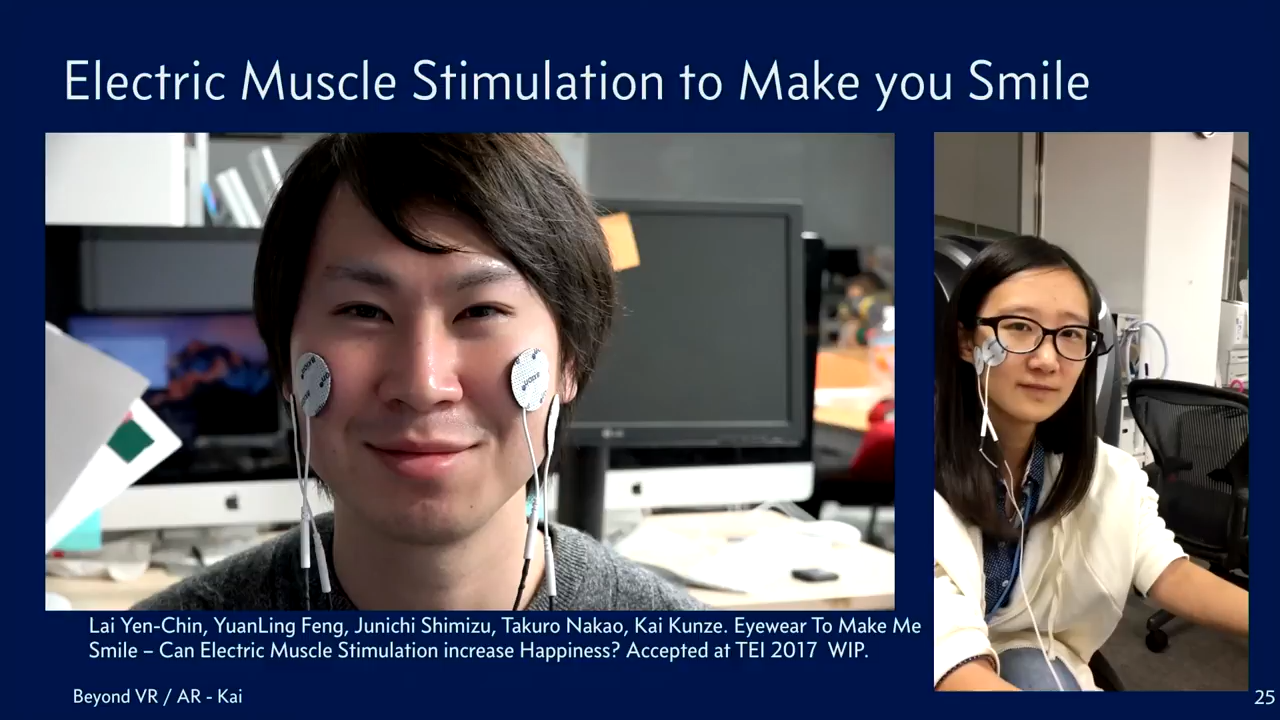 Electric Muscle Stimulation to Make you Smile
Lai Yen-Chin, YuanLing Feng, Junichi Shimizu, Takuro Nakao, Kai Kunze. Eyewear To Make Me
Smile – Can Electric Muscle Stimulation increase Happiness? Accepted at TEI 2017 WIP.
Beyond VR / AR - Kai
25